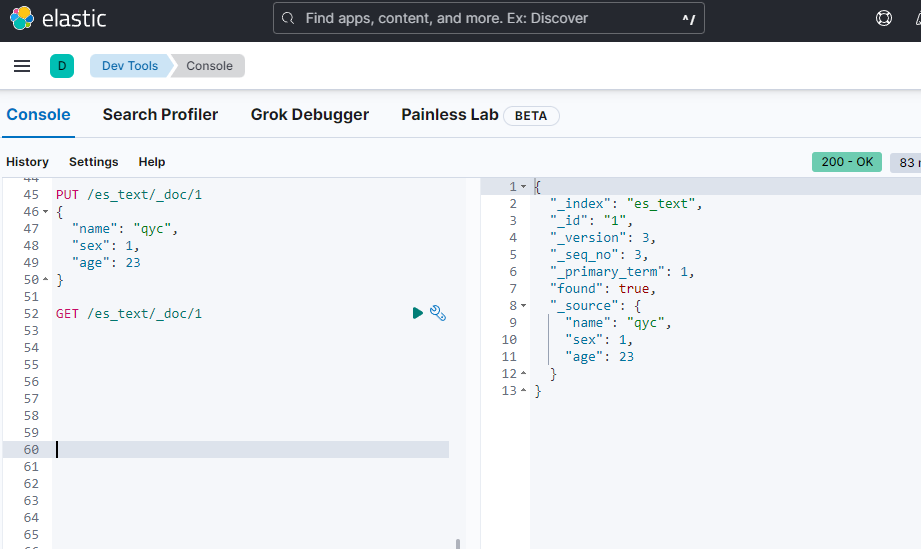 elastic
Find apps, content, and more. Ex: Discover
^/
D
Dev Tools
Console
Console
Search Profiler
Grok Debugger
Painless Lab
BETA
History
Settings
Help
200 - OK
83
44
45 PUT /es_text/_doc/1
46 {
47 "name": "qyc",
48 "sex": 1,
49 "age": 23
50 }
51
52 GET /es_text/_doc/1
53
54
55
56
57
58
59
60
61
62
63
64
65
1 {
2 "_index": "es_text",
3 "_id": "1",
4 "_version": 3,
5 "_seq_no": 3,
6 "_primary_term": 1,
7 "found": true,
8 "_source": {
9 "name": "qyc",
10 "sex": 1,
11 "age": 23
12 }
13 }